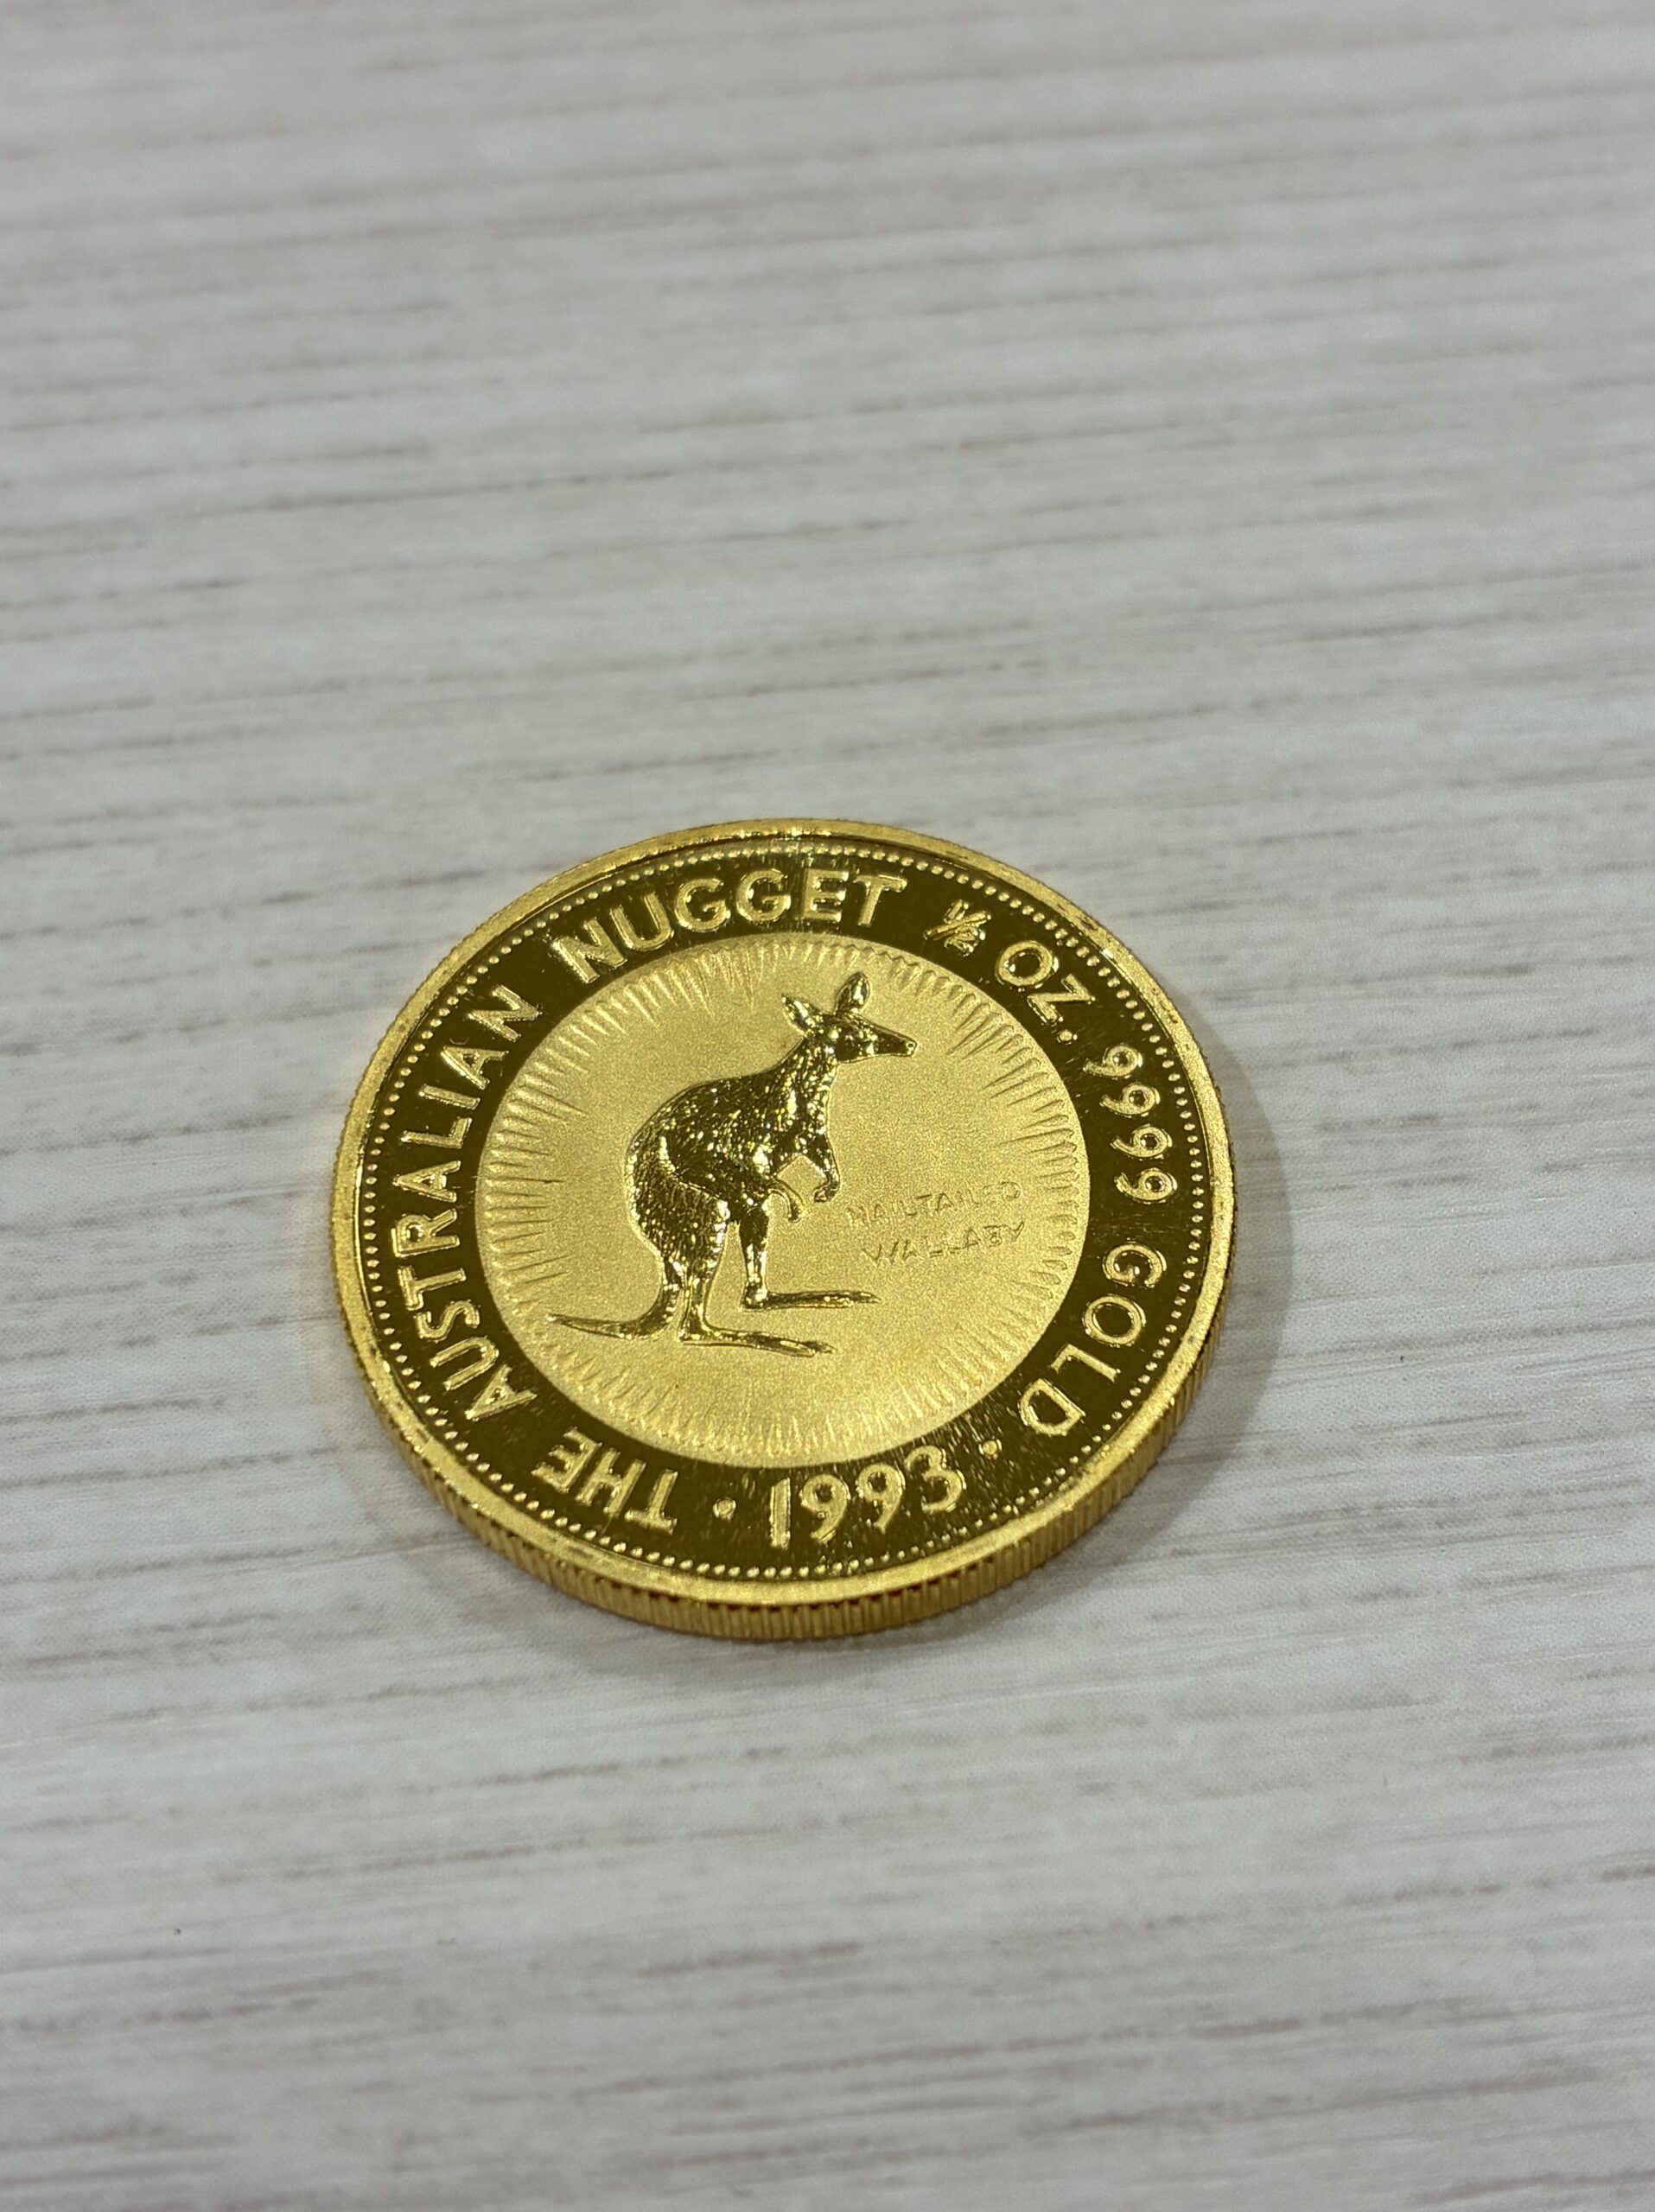 THE AUSTRALIAN NUGGET ½ OZ. 9999 GOLD · 1993 ·
NAILTAILED
WALLABY